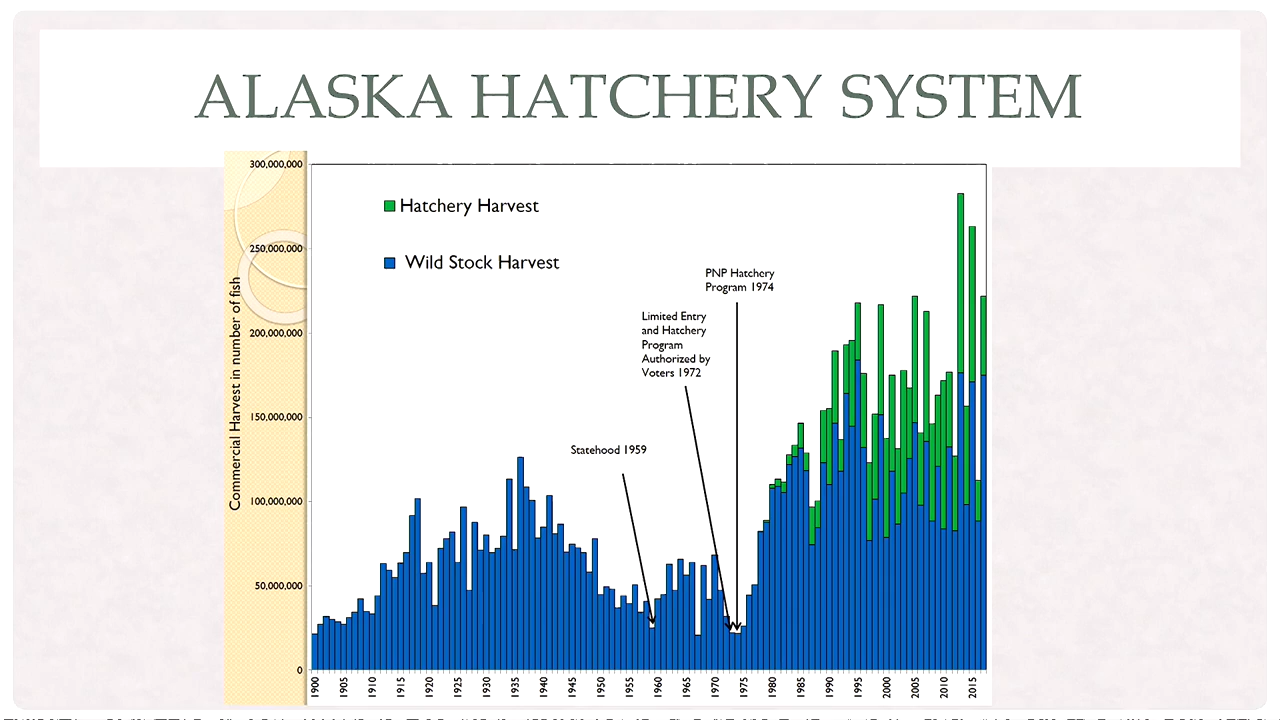 ALASKA HATCHERY SYSTEM
300,000,000
250,000,000
200,000,000
150,000,000
100,000,000
50,000,000
0
Commercial Harvest in number of fish
Hatchery Harvest
Wild Stock Harvest
PNP Hatchery
Program 1974
Limited Entry
and Hatchery
Program
Authorized by
Voters 1972
Statehood 1959
1900
1905
1910
1915
1920
1925
1930
1935
1940
1945
1950
1955
1960
1965
1970
1975
1980
1985
1990
1995
2000
2005
2010
2015